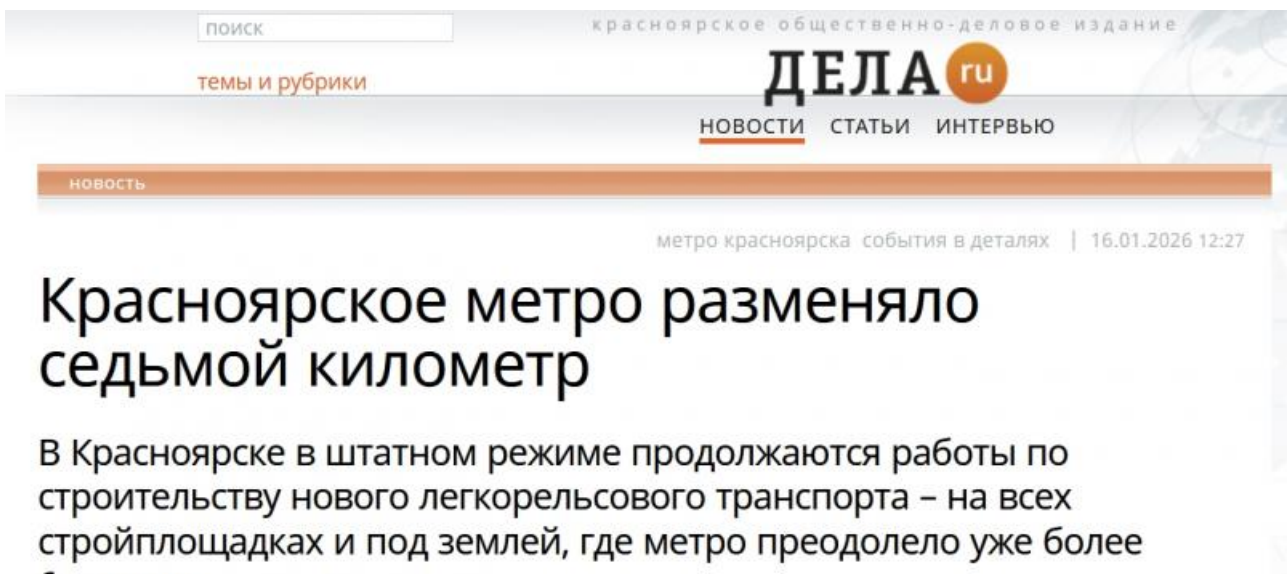 поиск
красноярское общественно-деловое издание
темы и рубрики
ДЕЛА ru
НОВОСТИ СТАТЬИ ИНТЕРВЬЮ
новость
метро красноярска события в деталях | 16.01.2026 12:27
Красноярское метро разменяло
седьмой километр
В Красноярске в штатном режиме продолжаются работы по
строительству нового легкорельсового транспорта – на всех
стройплощадках и под землей, где метро преодолело уже более